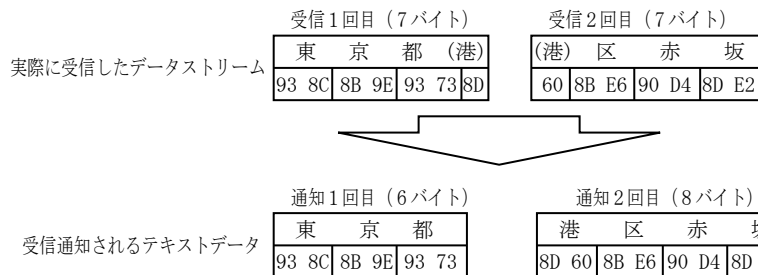 受信1回目（7バイト） 受信2回目（7バイト）
東 京 都 (港) (港) 区 赤 坂
実際に受信したデータストリーム
93 8C 8B 9E 93 73 8D 60 8B E6 90 D4 8D E2
通知1回目（6バイト） 通知2回目（8バイト）
東 京 都 港 区 赤
受信通知されるテキストデータ
93 8C 8B 9E 93 73 8D 60 8B E6 90 D4 8D